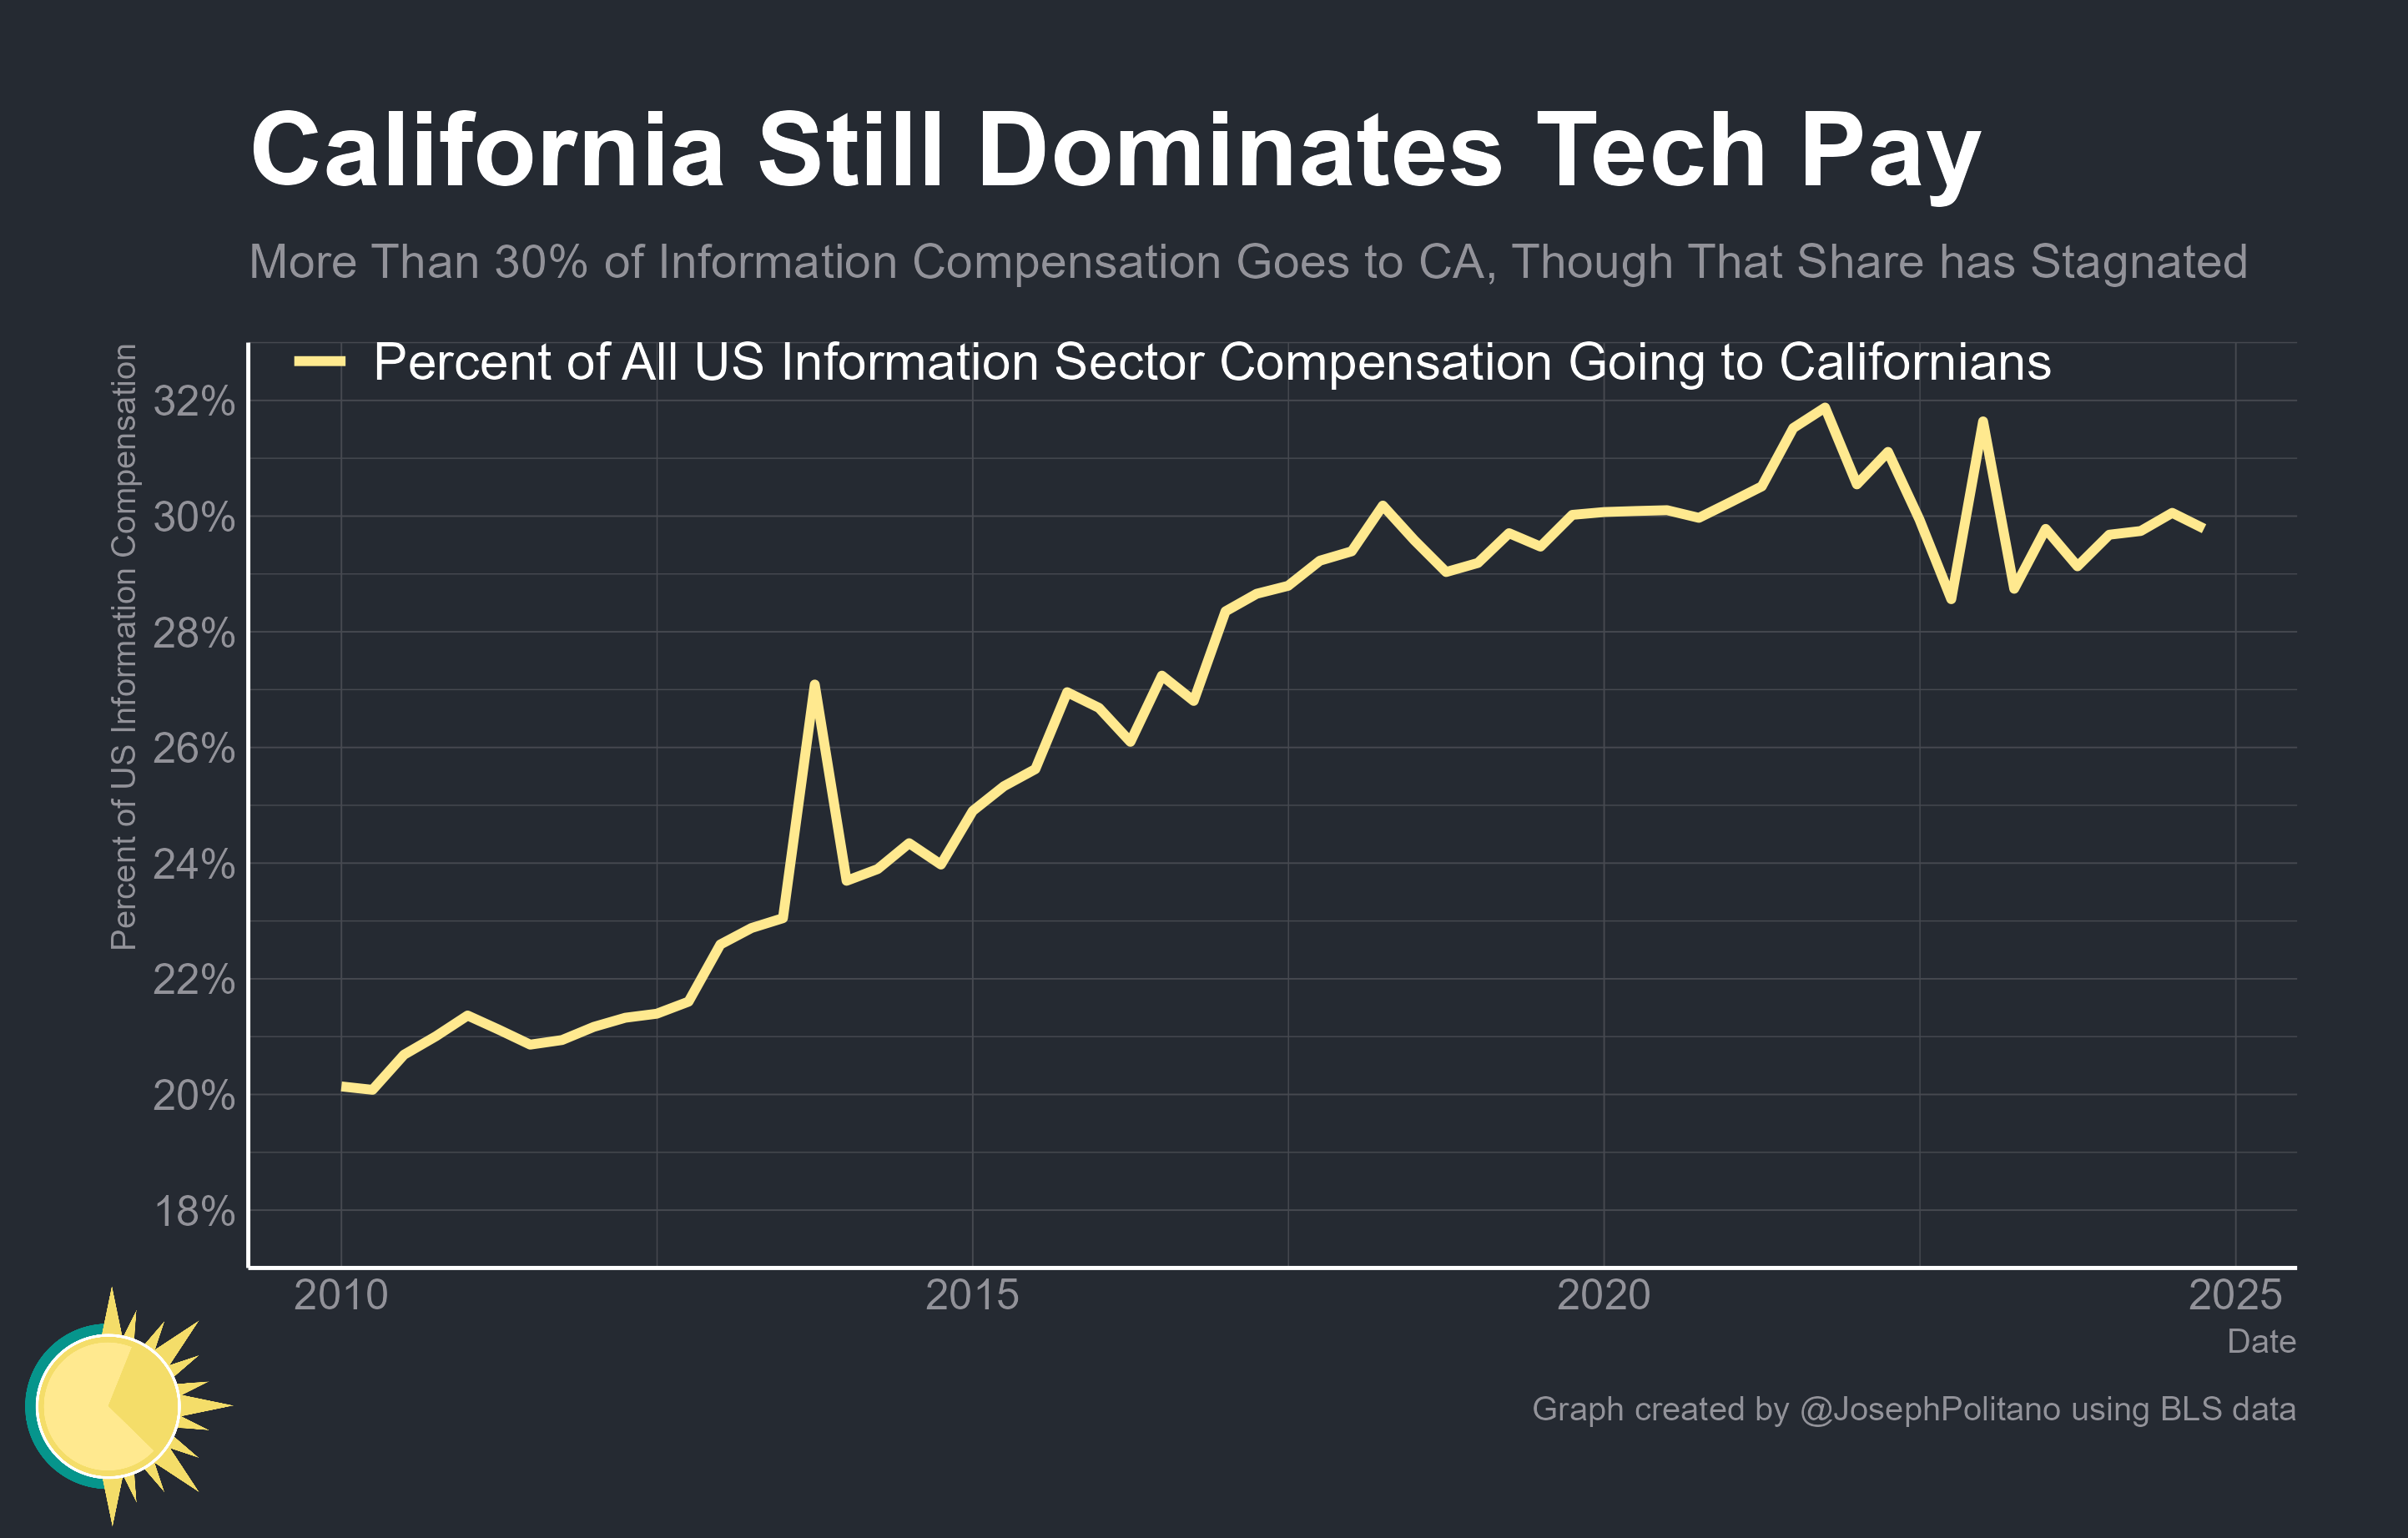 California Still Dominates Tech Pay
More Than 30% of Information Compensation Goes to CA, Though That Share has Stagnated
Percent of All US Information Sector Compensation Going to Californians
Percent of US Information Compensation
32%
30%
28%
26%
24%
22%
20%
18%
2010
2015
2020
2025
Date
Graph created by @JosephPolitano using BLS data